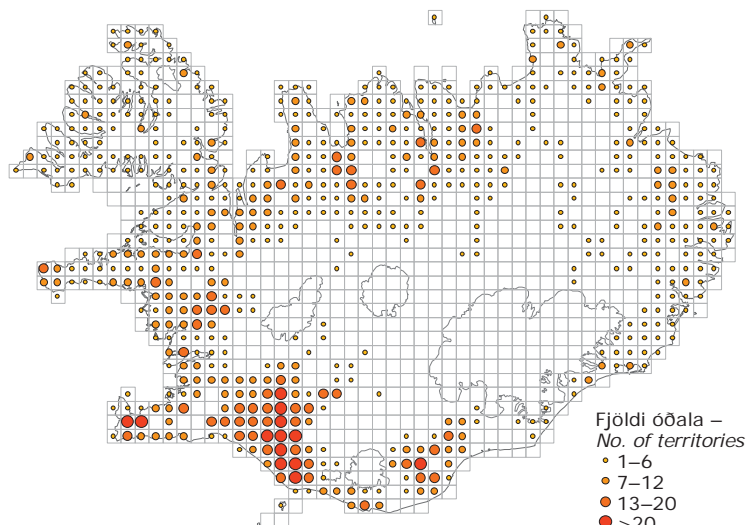 Fjöldi óðala –
No. of territories
1–6
7–12
13–20
>20